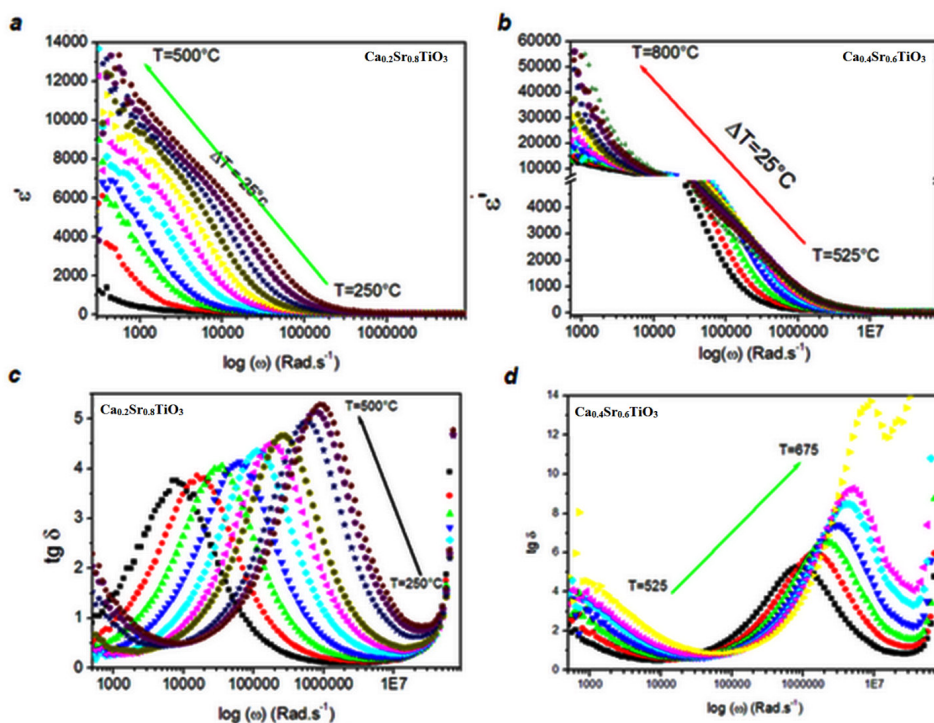 a
14000
12000
10000
8000
6000
4000
2000
0
ε'
T=500°C
Ca0.2Sr0.8TiO3
ΔT = 25°C
T=250°C
1000 10000 100000 1000000
log (ω) (Rad.s-1)
b
60000
50000
40000
30000
20000
10000
4000
3000
2000
1000
0
ε'
T=800°C
Ca0.4Sr0.6TiO3
ΔT=25°C
T=525°C
1000 10000 100000 1000000 1E7
log(ω) (Rad.s-1)
c
5
4
3
2
1
0
tg δ
Ca0.2Sr0.8TiO3
T=500°C
T=250°C
1000 10000 100000 1000000 1E7
log (ω) (Rad.s-1)
d
14
12
10
8
6
4
2
0
tg δ
Ca0.4Sr0.6TiO3
T=675
T=525
1000 10000 100000 1000000 1E7
log (ω) (Rad.s-1)